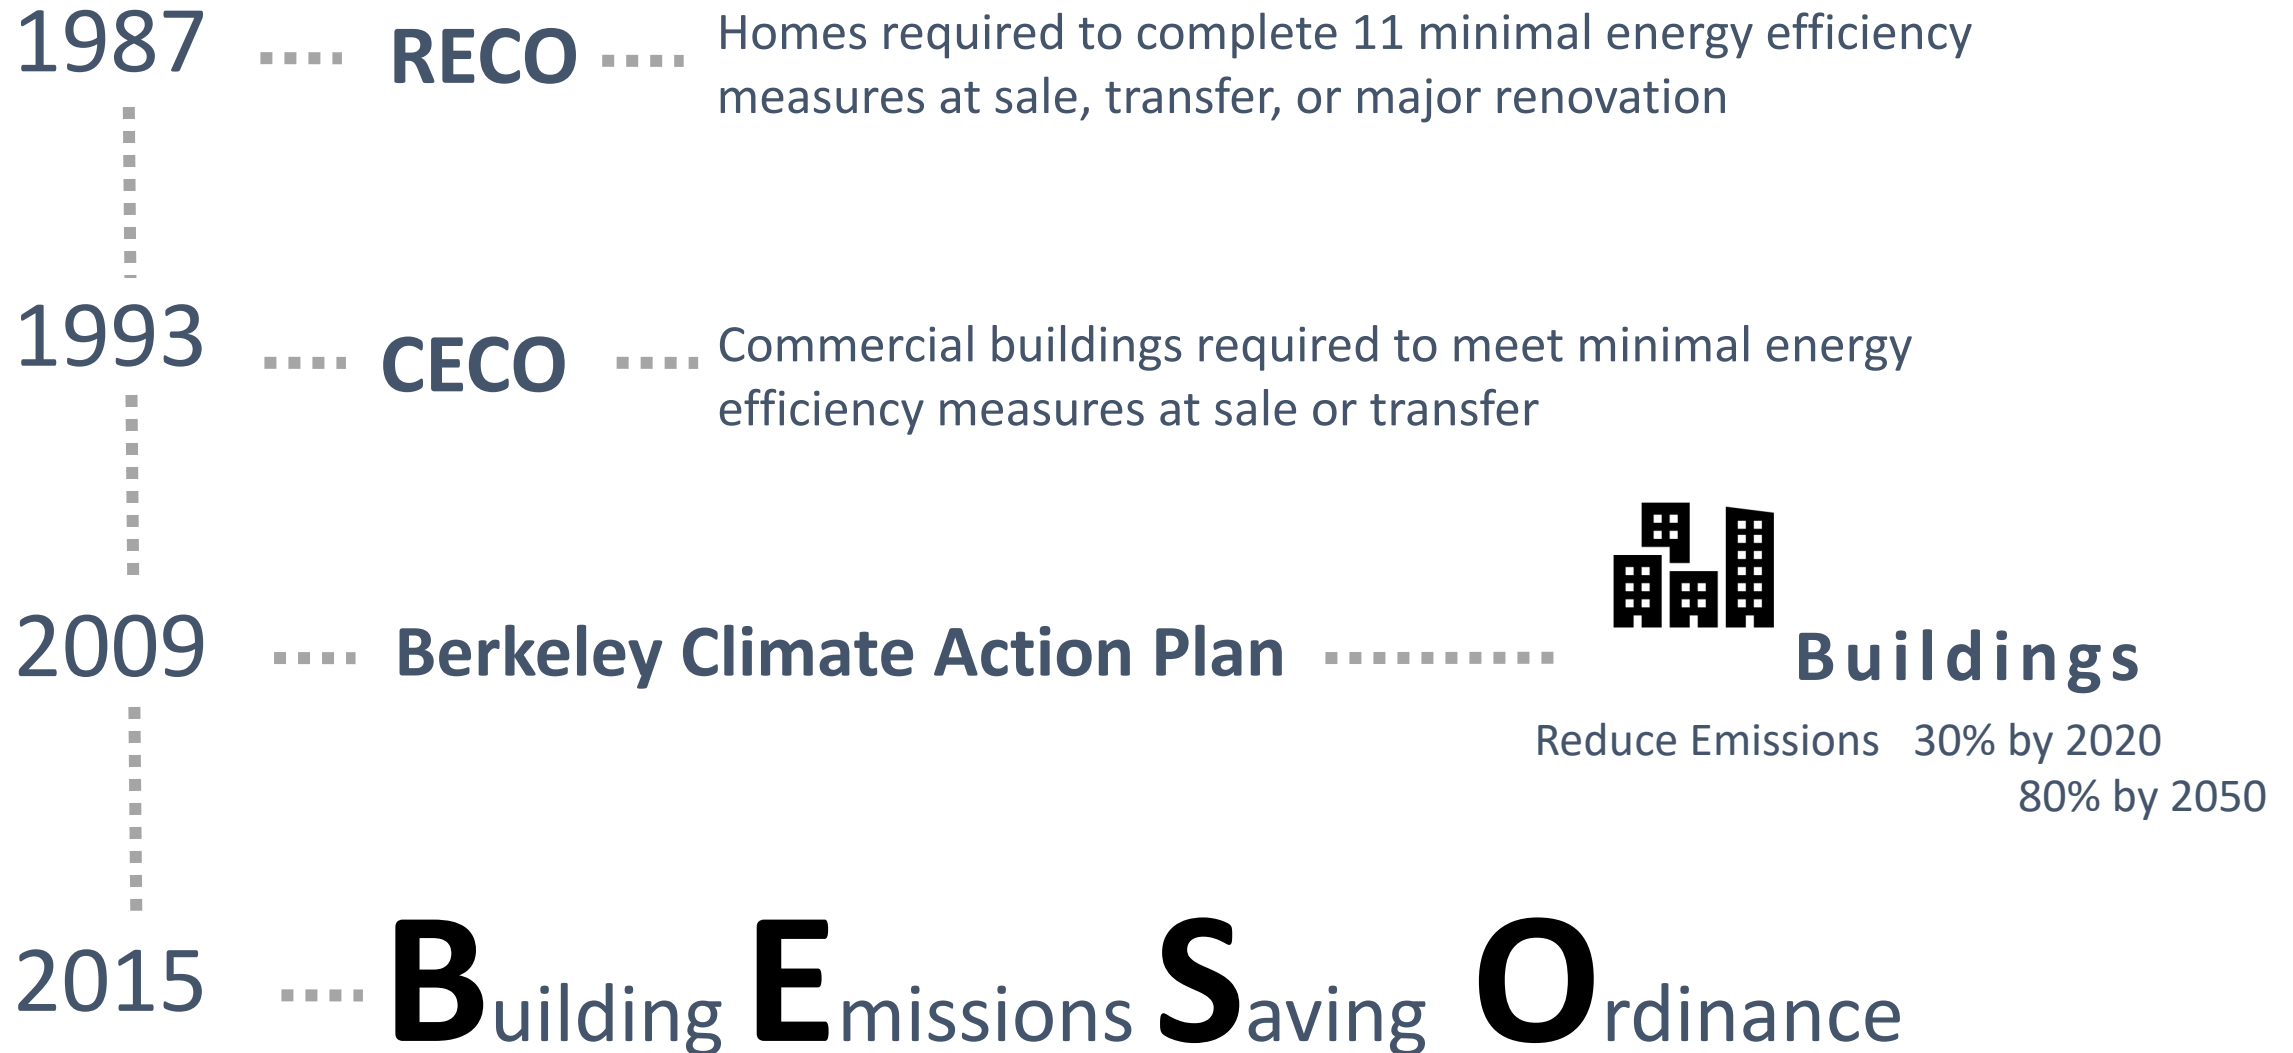 1987 RECO Homes required to complete 11 minimal energy efficiency
measures at sale, transfer, or major renovation
1993 CECO Commercial buildings required to meet minimal energy
efficiency measures at sale or transfer
2009 Berkeley Climate Action Plan Buildings
Reduce Emissions 30% by 2020
80% by 2050
2015 Building Emissions Saving Ordinance